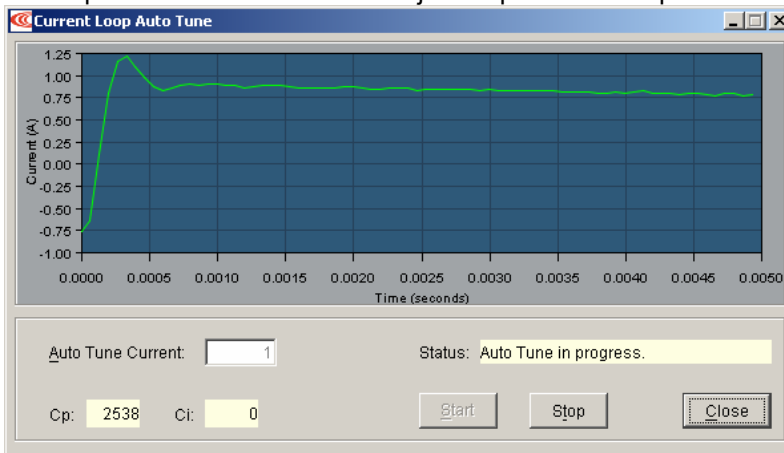 Current Loop Auto Tune
1.25
1.00
0.75
0.50
0.25
0.00
-0.25
-0.50
-0.75
-1.00
Current (A)
0.0000 0.0005 0.0010 0.0015 0.0020 0.0025 0.0030 0.0035 0.0040 0.0045 0.0050
Time (seconds)
Auto Tune Current: 1 Status: Auto Tune in progress.
Cp: 2538 Ci: 0 Start Stop Close